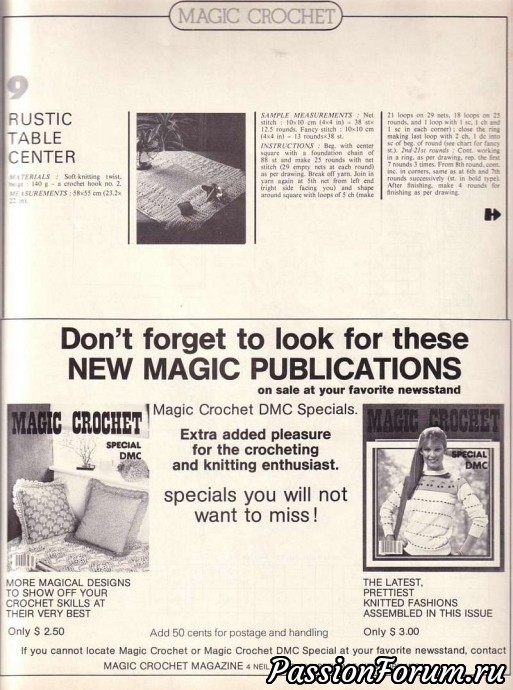 MAGIC CROCHET
9
RUSTIC
TABLE
CENTER
MATERIALS : Soft-knitting twist,
beige : 140 g – a crochet hook no. 2.
MEASUREMENTS : 58×55 cm (23.2×
22 in).
SAMPLE MEASUREMENTS : Net
stitch : 10×10 cm (4×4 in) = 38 st×
12.5 rounds. Fancy stitch : 10×10 cm
(4×4 in) = 13 rounds×38 st.
INSTRUCTIONS : Beg. with center
square with a foundation chain of
88 st and make 25 rounds with net
stitch (29 empty nets at each round)
as per drawing. Break off yarn. Join in
yarn again at 5th net from left end
(right side facing you) and shape
around square with loops of 5 ch (make
21 loops on 29 nets, 18 loops on 25
rounds, and 1 loop with 1 sc, 1 ch and
1 sc in each corner) ; close the ring
making last loop with 2 ch, 1 dc into
sc of beg. of round (see chart for fancy
st.). 2nd-21st rounds : Cont. working
in a ring, as per drawing, rep. the first
7 rounds 3 times. From 8th round, cont.
inc. in corners, same as at 6th and 7th
rounds successively (st. in bold type).
After finishing, make 4 rounds for
finishing as per drawing.
Don't forget to look for these
NEW MAGIC PUBLICATIONS
on sale at your favorite newsstand
Magic Crochet DMC Specials.
Extra added pleasure
for the crocheting
and knitting enthusiast.
specials you will not
want to miss !
MAGIC CROCHET
SPECIAL
DMC
MORE MAGICAL DESIGNS
TO SHOW OFF YOUR
CROCHET SKILLS AT
THEIR VERY BEST
Only $ 2.50
Add 50 cents for postage and handling
MAGIC CROCHET
SPECIAL
DMC
THE LATEST,
PRETTIEST
KNITTED FASHIONS
ASSEMBLED IN THIS ISSUE
Only $ 3.00
If you cannot locate Magic Crochet or Magic Crochet DMC Special at your favorite newsstand, contact
MAGIC CROCHET MAGAZINE 4 NEIL
PassionForum.ru